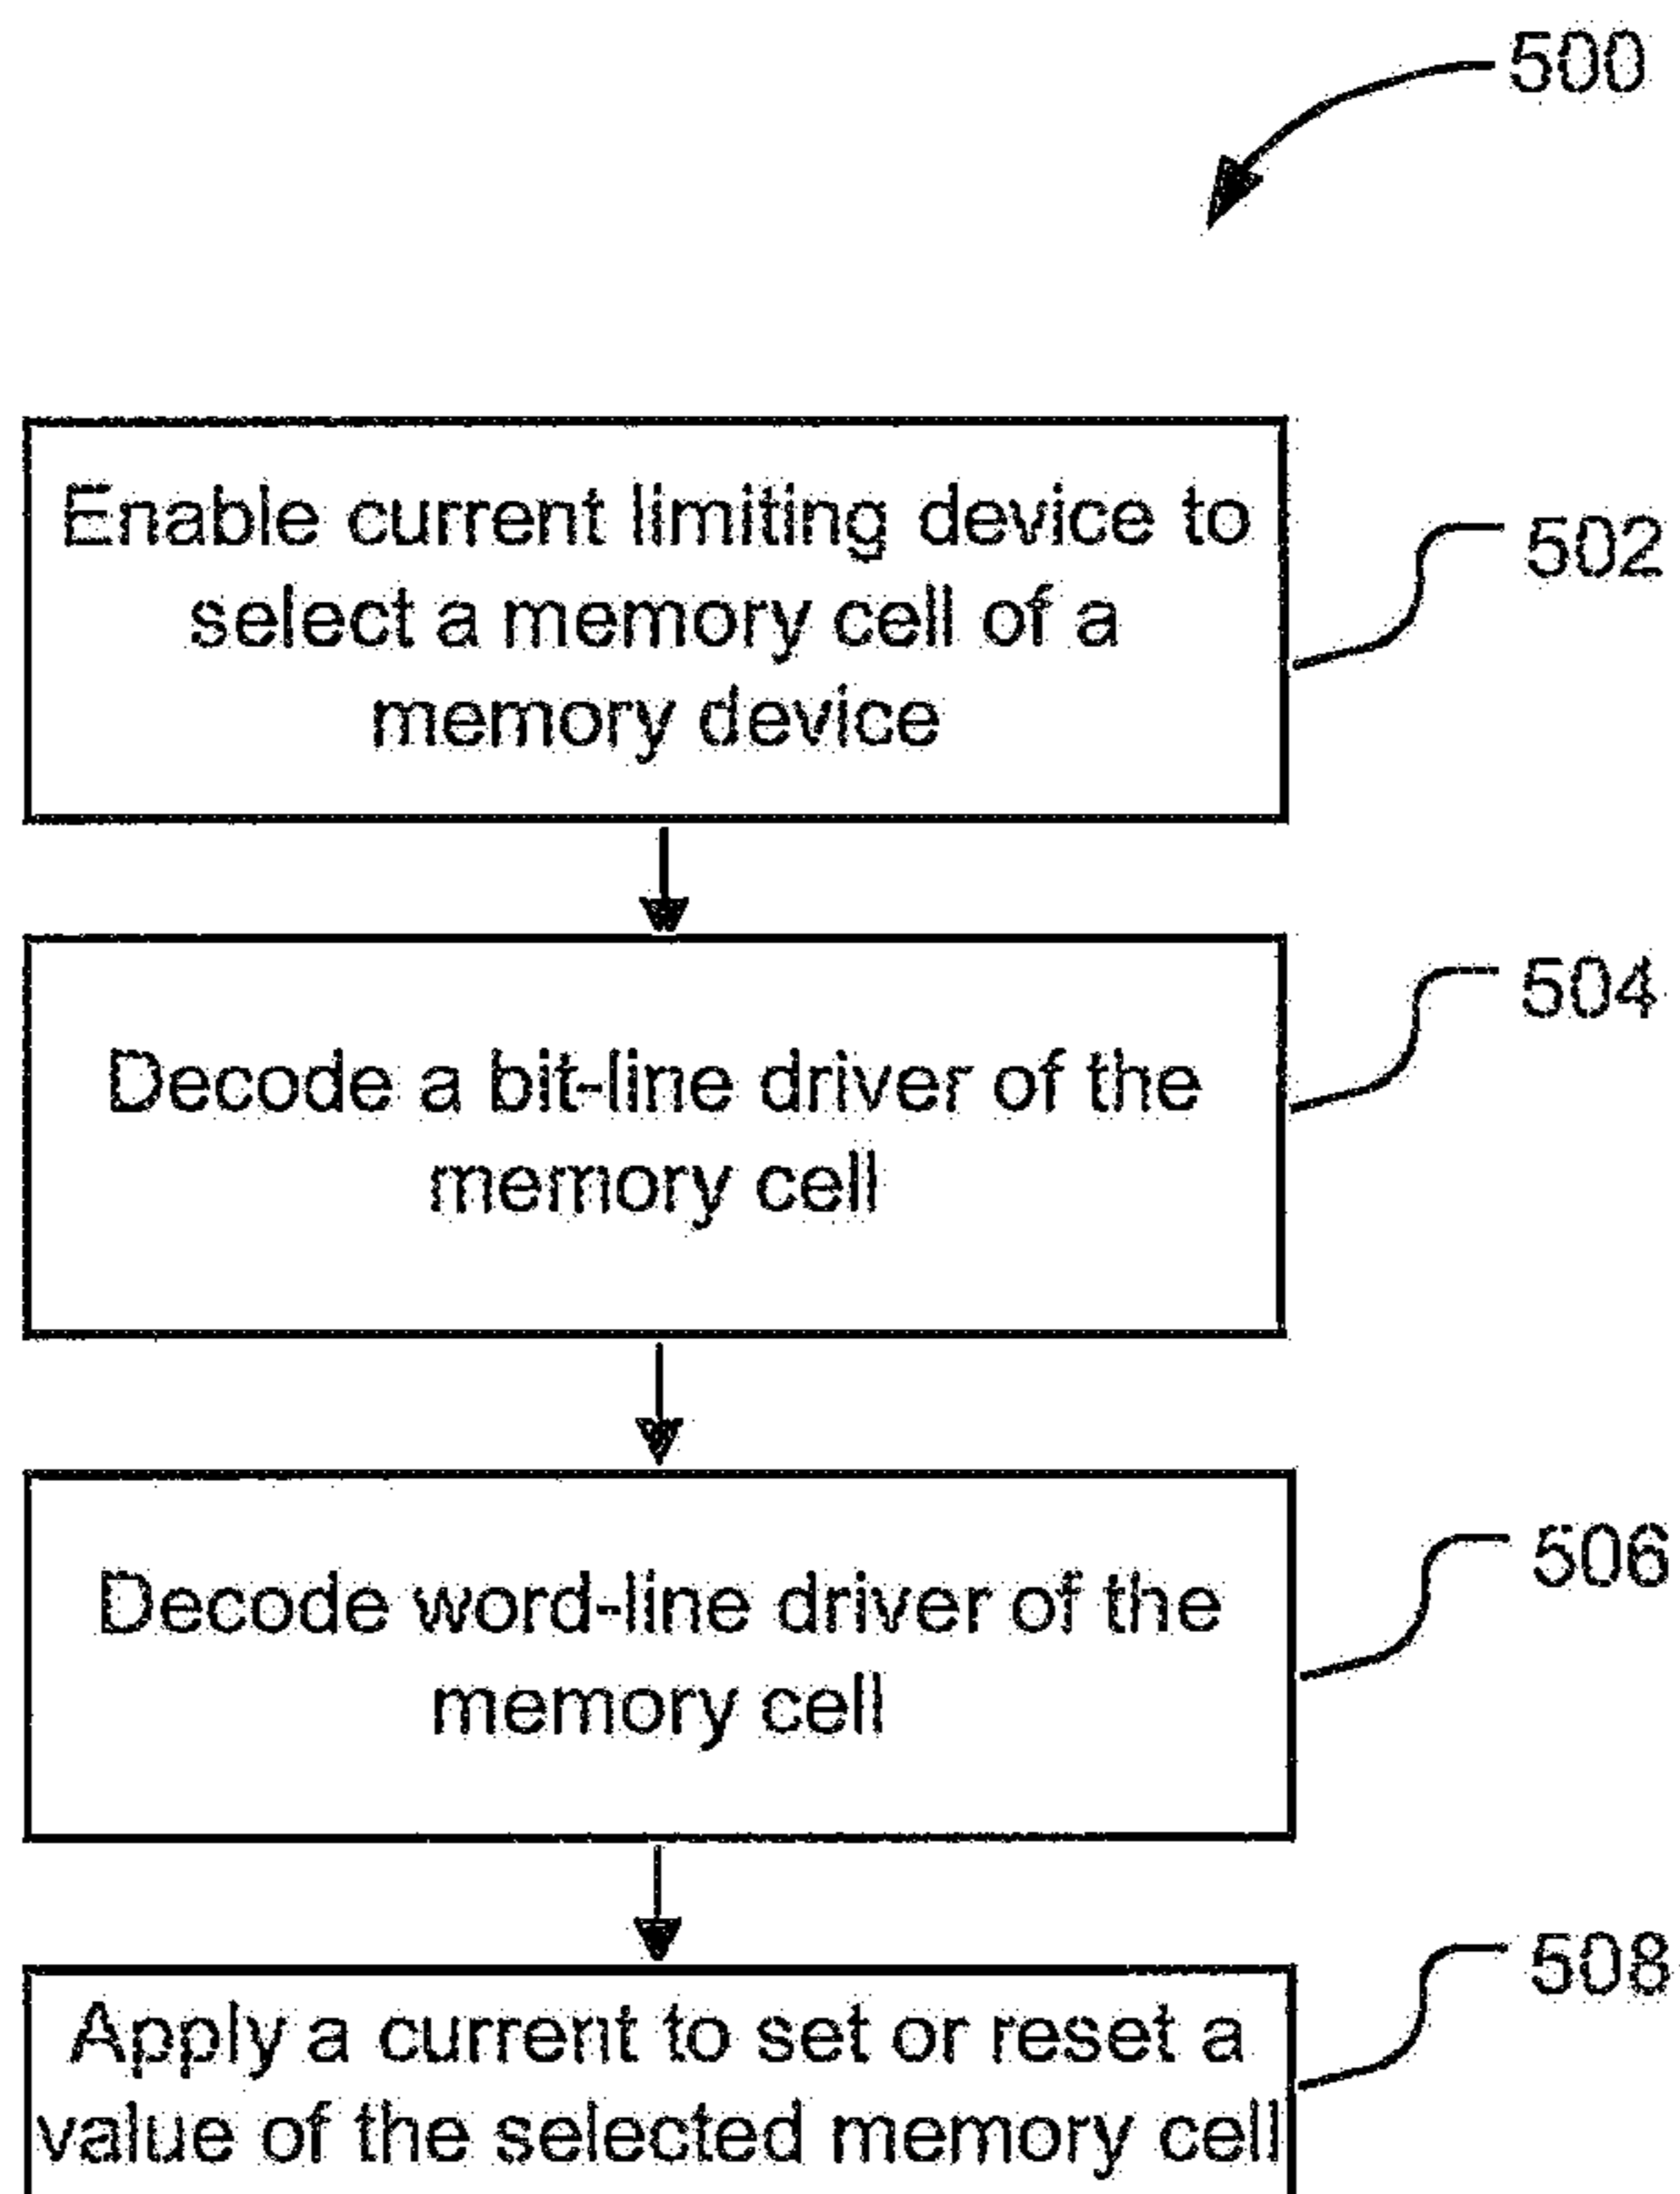 500
Enable current limiting device to
select a memory cell of a
memory device
502
Decode a bit-line driver of the
memory cell
504
Decode word-line driver of the
memory cell
506
Apply a current to set or reset a
value of the selected memory cell
508